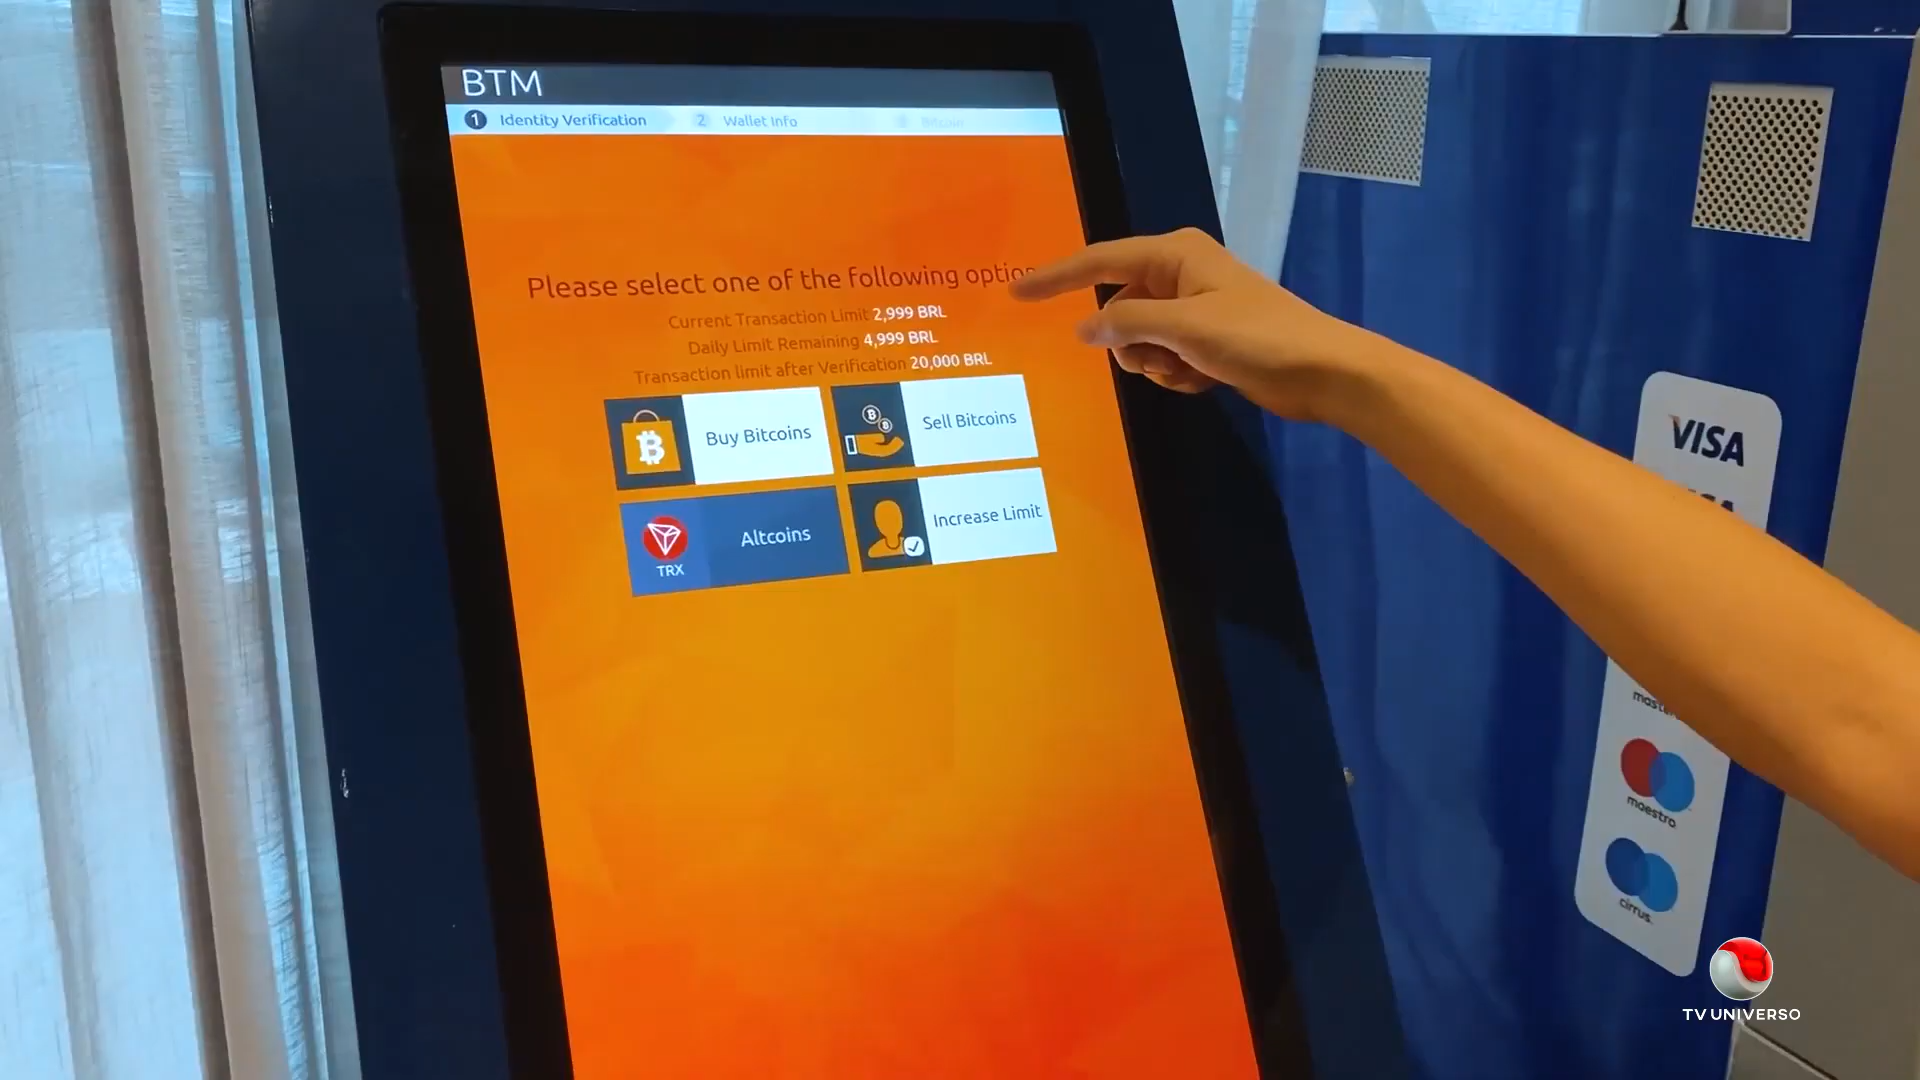 BTM
1 Identity Verification 2 Wallet Info 3 Bitcoin
Please select one of the following
Current Transaction Limit 2,999 BRL
Daily Limit Remaining 4,999 BRL
Transaction limit after Verification 20,000 BRL
Buy Bitcoins
Sell Bitcoins
TRX
Altcoins
Increase Limit
VISA
maestro
cirrus
TV UNIVERSO